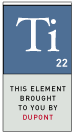 Ti
22
THIS ELEMENT
BROUGHT
TO YOU BY
DUPONT